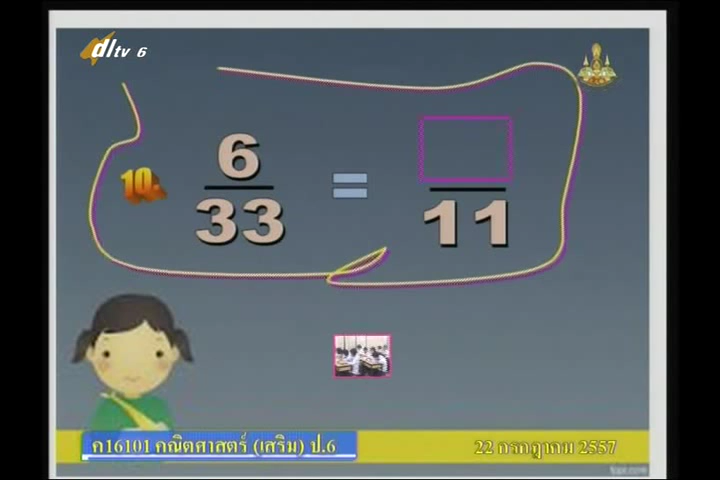 dltv 6
10.
6
33
=
11
ค16101 คณิตศาสตร์ (เสริม) ป.6
22 กรกฎาคม 2557